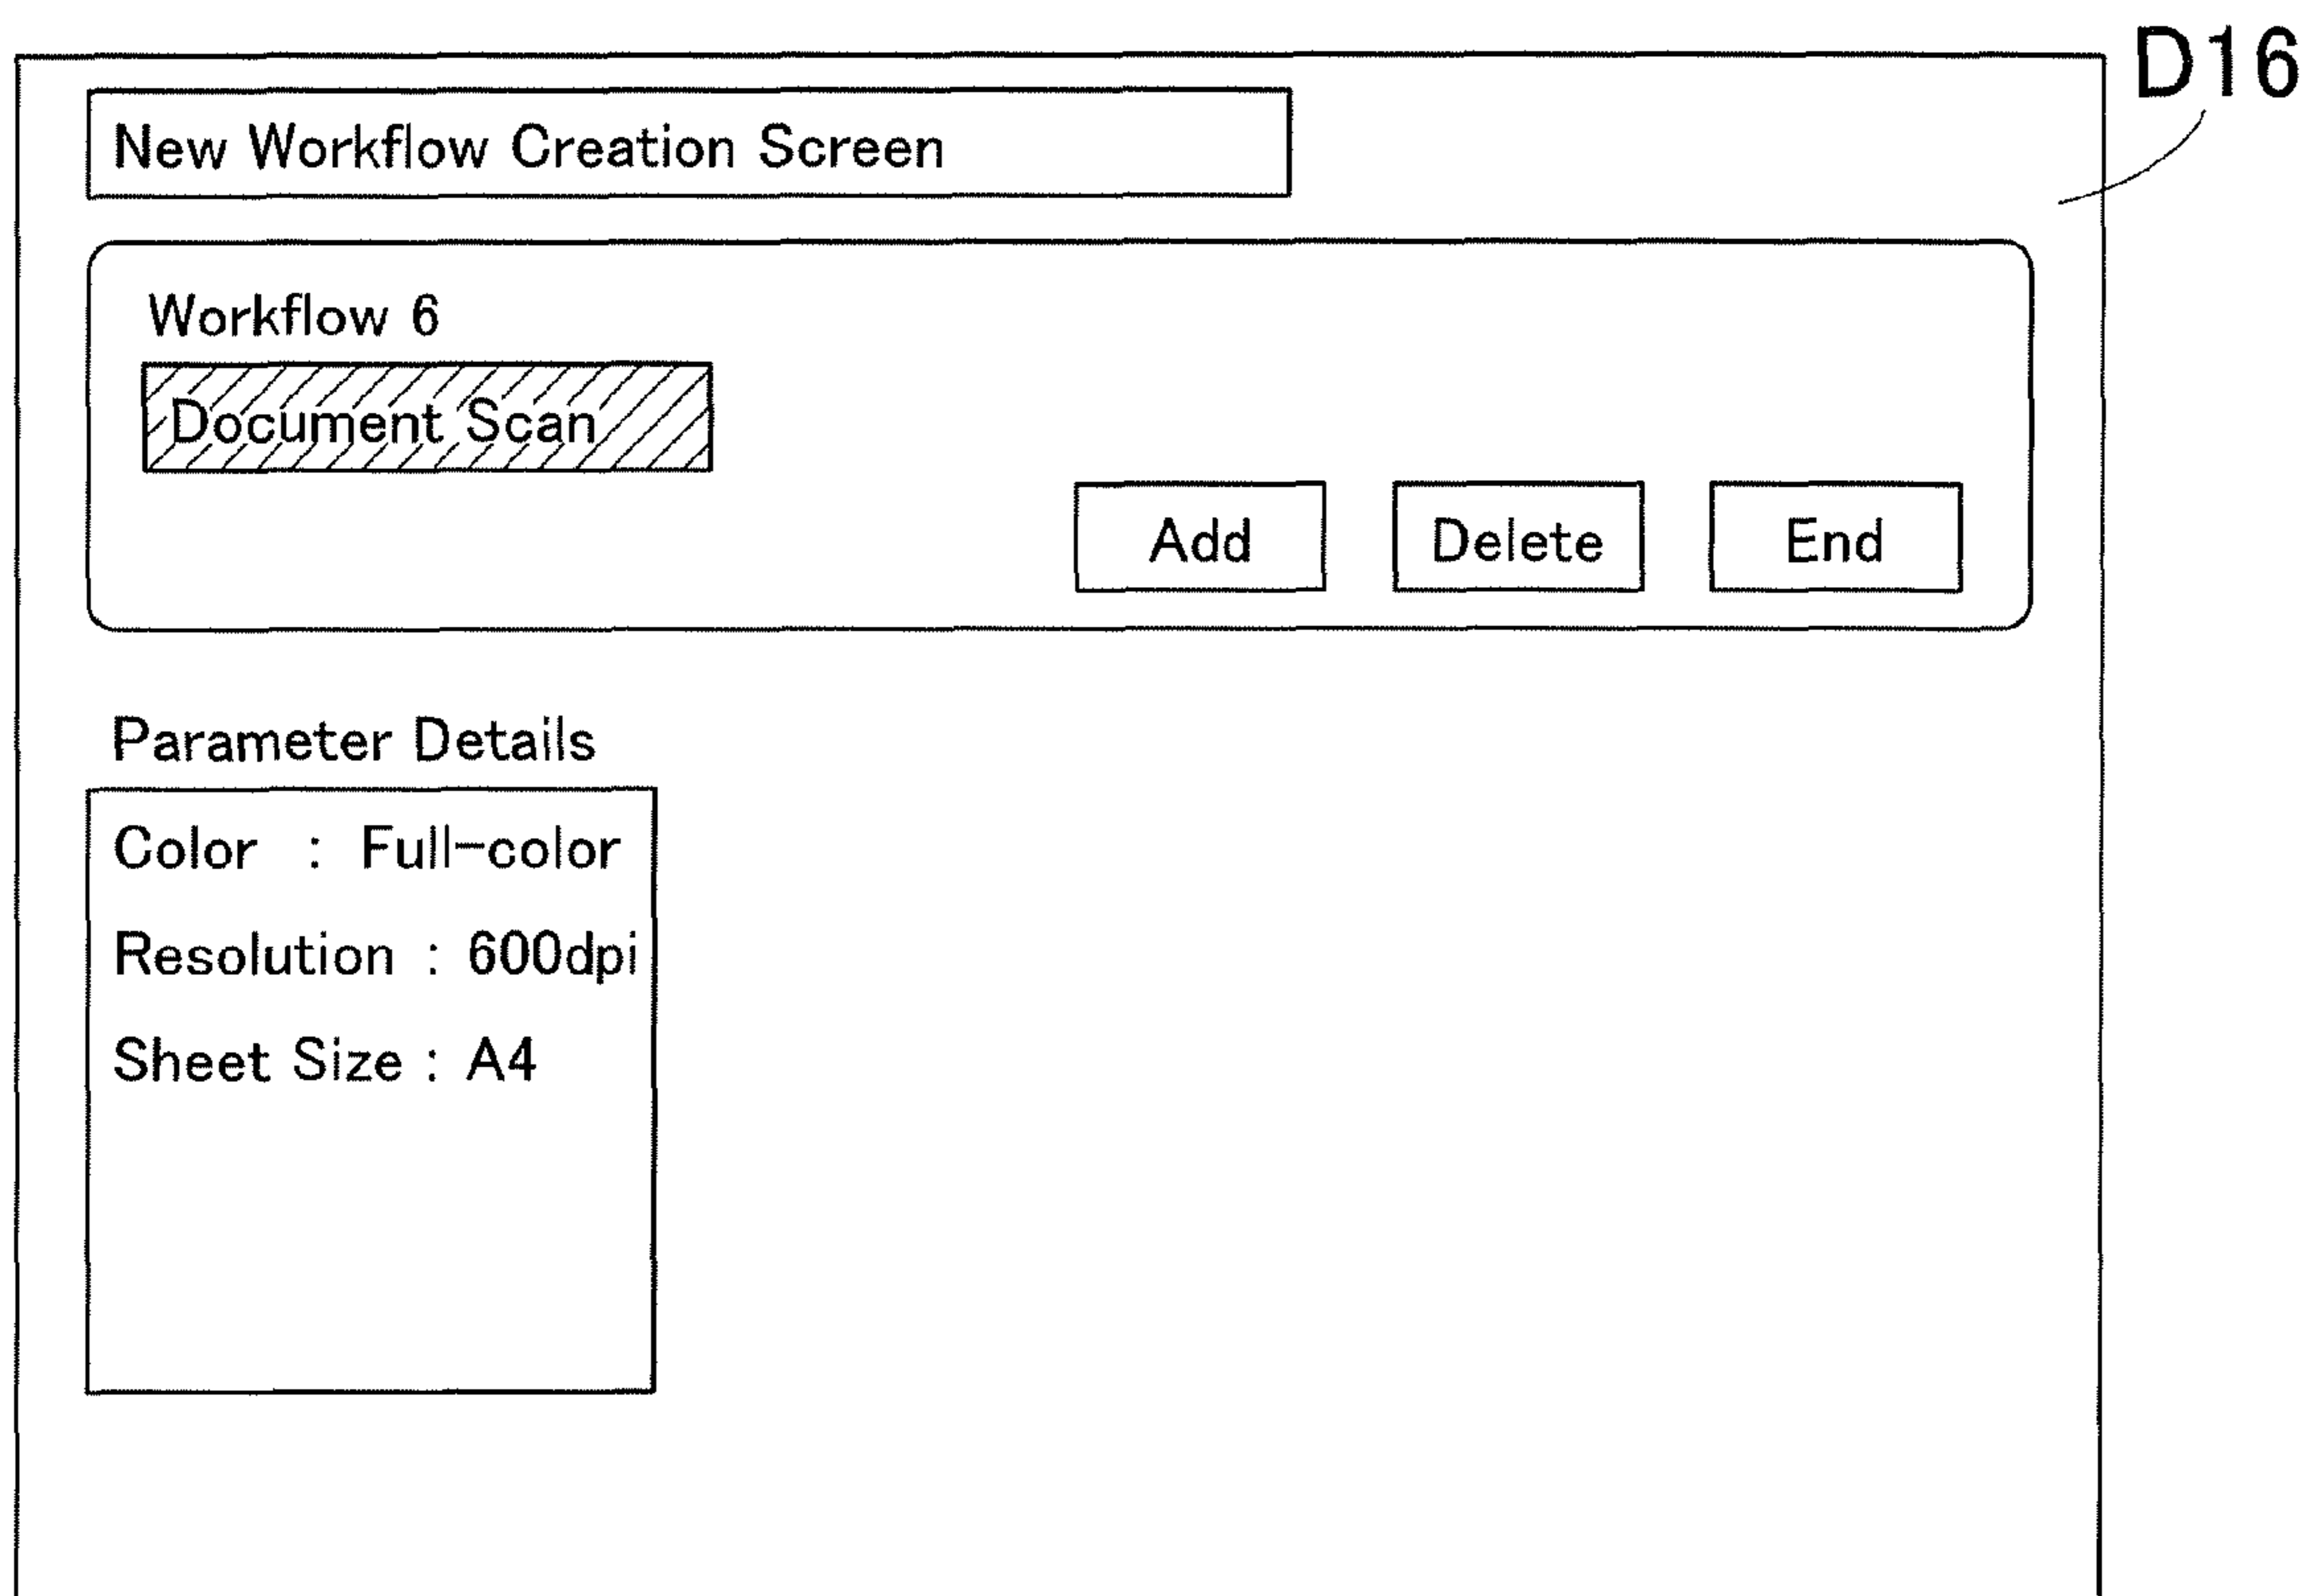 D16
New Workflow Creation Screen
Workflow 6
Document Scan
Add Delete End
Parameter Details
Color : Full-color
Resolution : 600dpi
Sheet Size : A4